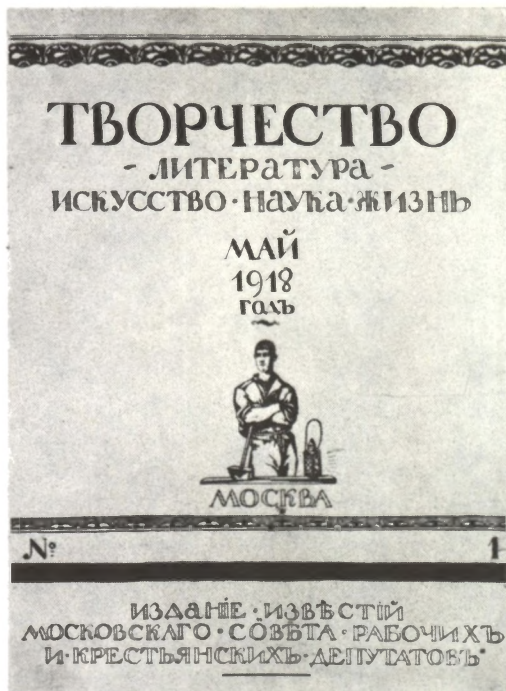 ТВОРЧЕСТВО
- ЛИТЕРАТУРА -
ИСКУССТВО · НАУКА · ЖИЗНЬ
МАЙ
1918
ГОДЪ
МОСКВА
№ 1
ИЗДАНІЕ · ИЗВѢСТІЙ
МОСКОВСКАГО · СОВѢТА · РАБОЧИХЪ
И · КРЕСТЬЯНСКИХЪ · ДЕПУТАТОВЪ